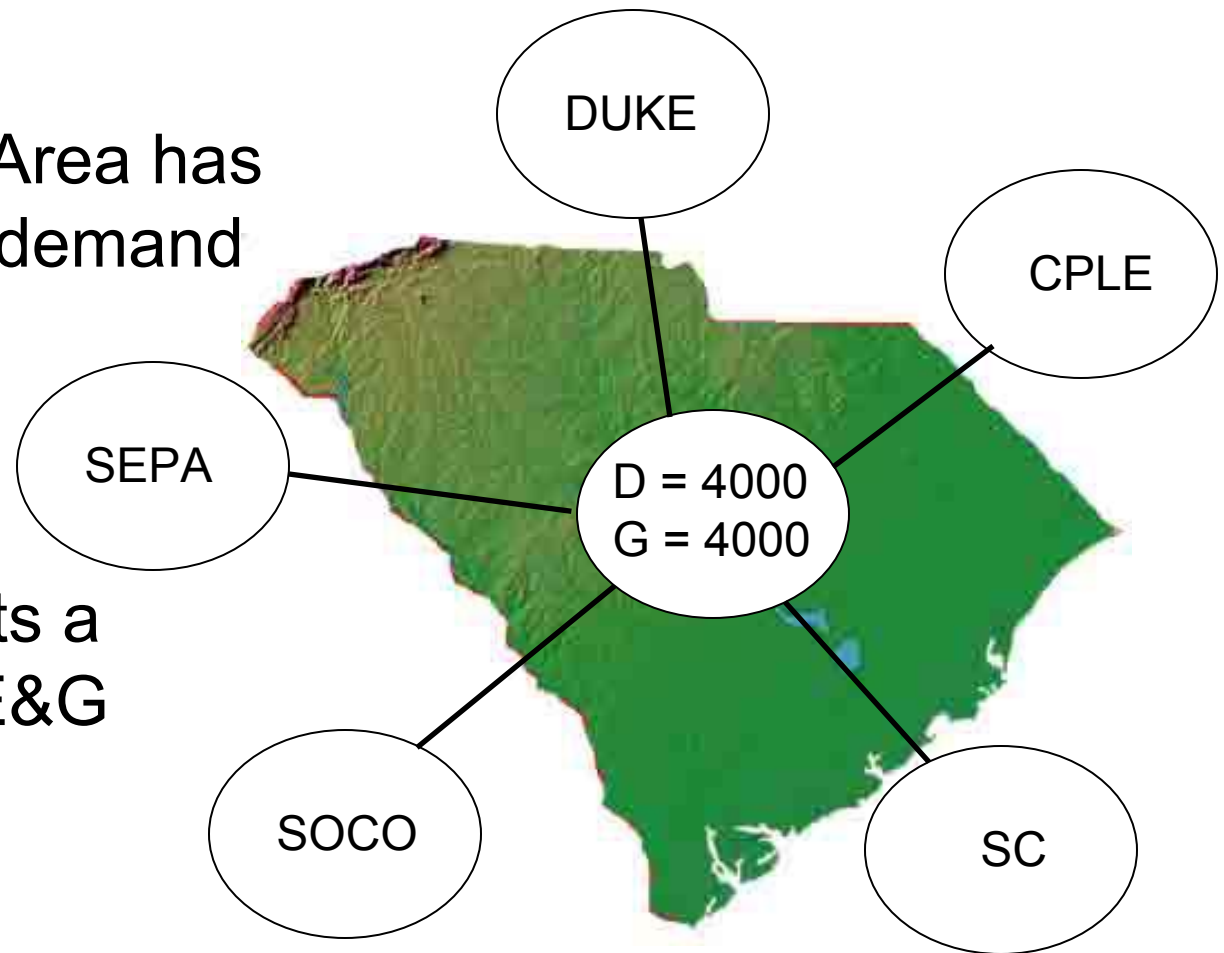 DUKE
Area has
demand
CPLE
SEPA
D = 4000
G = 4000
ts a
E&G
SOCO
SC